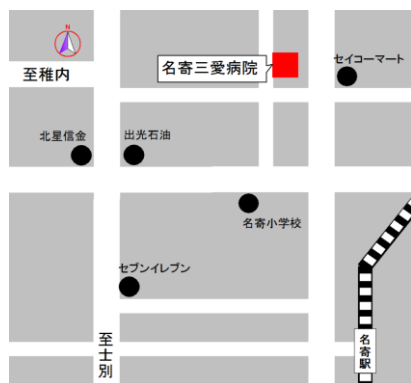 N
至稚内
名寄三愛病院
セイコーマート
北星信金
出光石油
名寄小学校
セブンイレブン
至士別
名寄駅